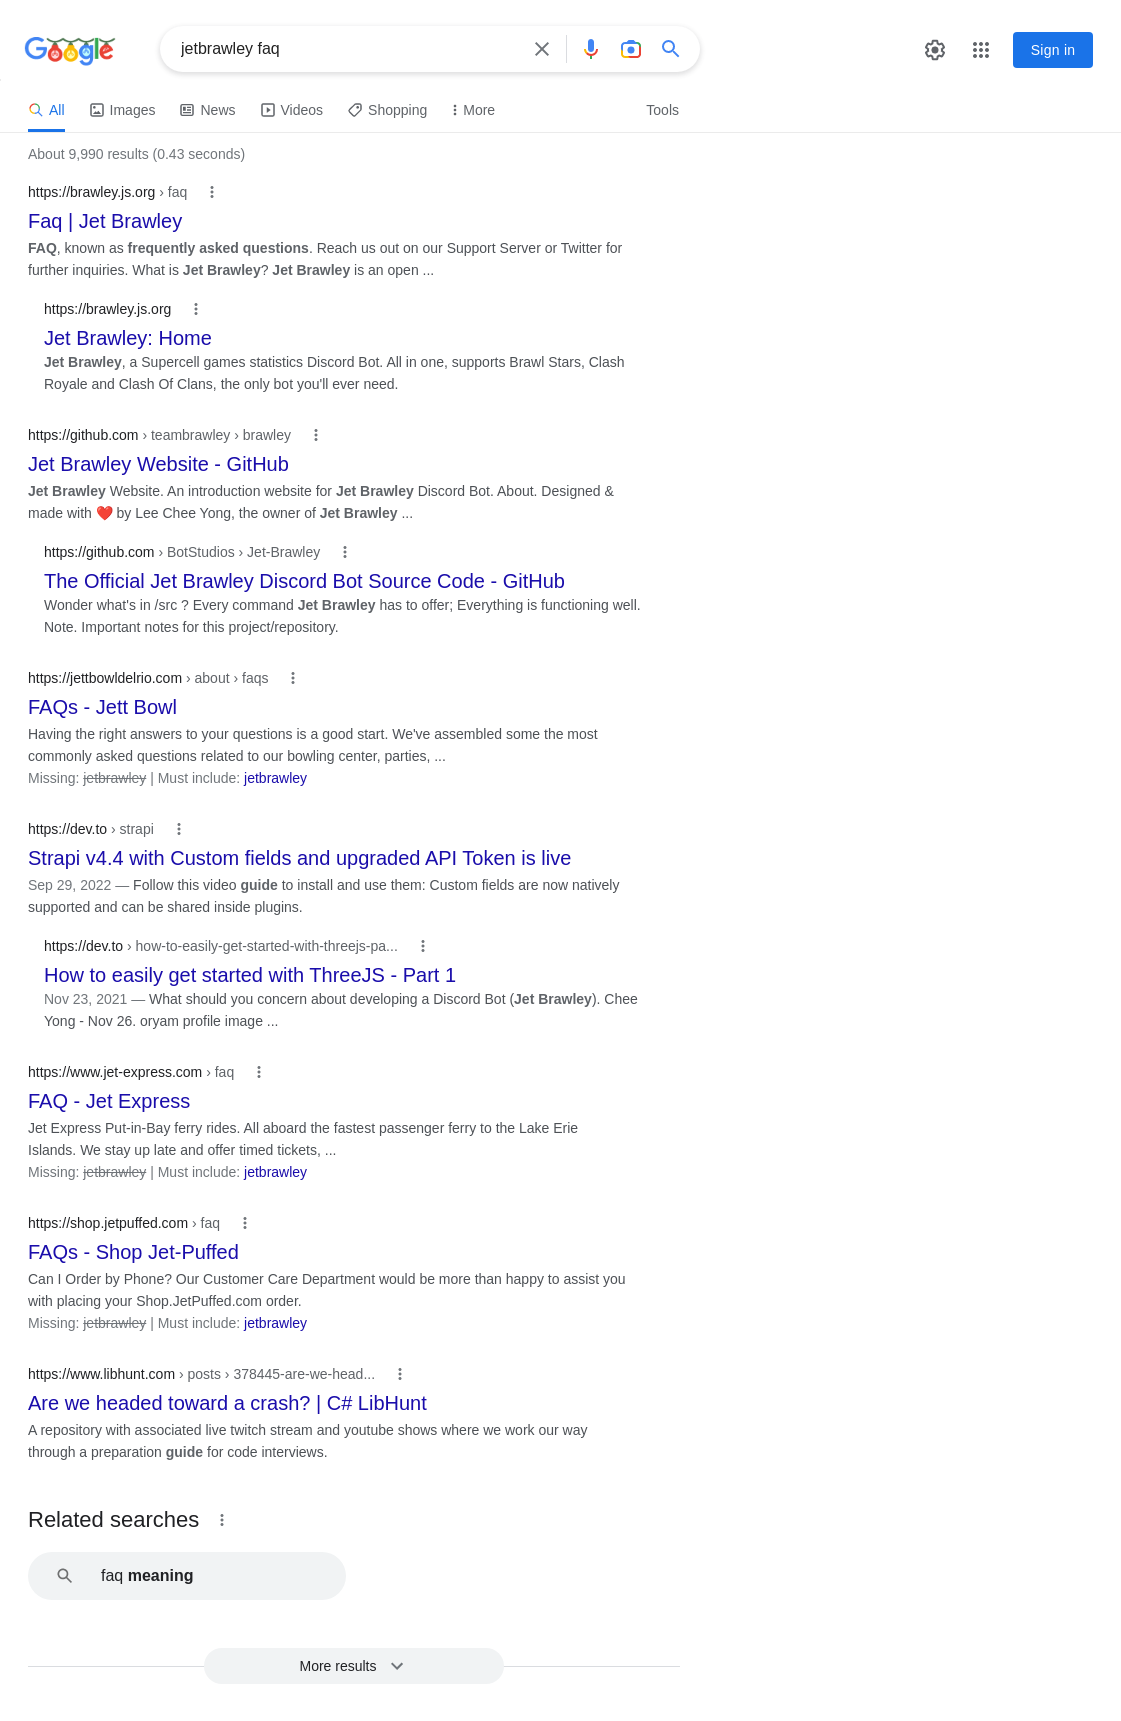 Google
jetbrawley faq
Sign in
All Images News Videos Shopping More Tools
About 9,990 results (0.43 seconds)
https://brawley.js.org › faq
Faq | Jet Brawley
FAQ, known as frequently asked questions. Reach us out on our Support Server or Twitter for
further inquiries. What is Jet Brawley? Jet Brawley is an open ...
https://brawley.js.org
Jet Brawley: Home
Jet Brawley, a Supercell games statistics Discord Bot. All in one, supports Brawl Stars, Clash
Royale and Clash Of Clans, the only bot you'll ever need.
https://github.com › teambrawley › brawley
Jet Brawley Website - GitHub
Jet Brawley Website. An introduction website for Jet Brawley Discord Bot. About. Designed &
made with ❤️ by Lee Chee Yong, the owner of Jet Brawley ...
https://github.com › BotStudios › Jet-Brawley
The Official Jet Brawley Discord Bot Source Code - GitHub
Wonder what's in /src ? Every command Jet Brawley has to offer; Everything is functioning well.
Note. Important notes for this project/repository.
https://jettbowldelrio.com › about › faqs
FAQs - Jett Bowl
Having the right answers to your questions is a good start. We've assembled some the most
commonly asked questions related to our bowling center, parties, ...
Missing: jetbrawley | Must include: jetbrawley
https://dev.to › strapi
Strapi v4.4 with Custom fields and upgraded API Token is live
Sep 29, 2022 — Follow this video guide to install and use them: Custom fields are now natively
supported and can be shared inside plugins.
https://dev.to › how-to-easily-get-started-with-threejs-pa...
How to easily get started with ThreeJS - Part 1
Nov 23, 2021 — What should you concern about developing a Discord Bot (Jet Brawley). Chee
Yong - Nov 26. oryam profile image ...
https://www.jet-express.com › faq
FAQ - Jet Express
Jet Express Put-in-Bay ferry rides. All aboard the fastest passenger ferry to the Lake Erie
Islands. We stay up late and offer timed tickets, ...
Missing: jetbrawley | Must include: jetbrawley
https://shop.jetpuffed.com › faq
FAQs - Shop Jet-Puffed
Can I Order by Phone? Our Customer Care Department would be more than happy to assist you
with placing your Shop.JetPuffed.com order.
Missing: jetbrawley | Must include: jetbrawley
https://www.libhunt.com › posts › 378445-are-we-head...
Are we headed toward a crash? | C# LibHunt
A repository with associated live twitch stream and youtube shows where we work our way
through a preparation guide for code interviews.
Related searches
faq meaning
More results